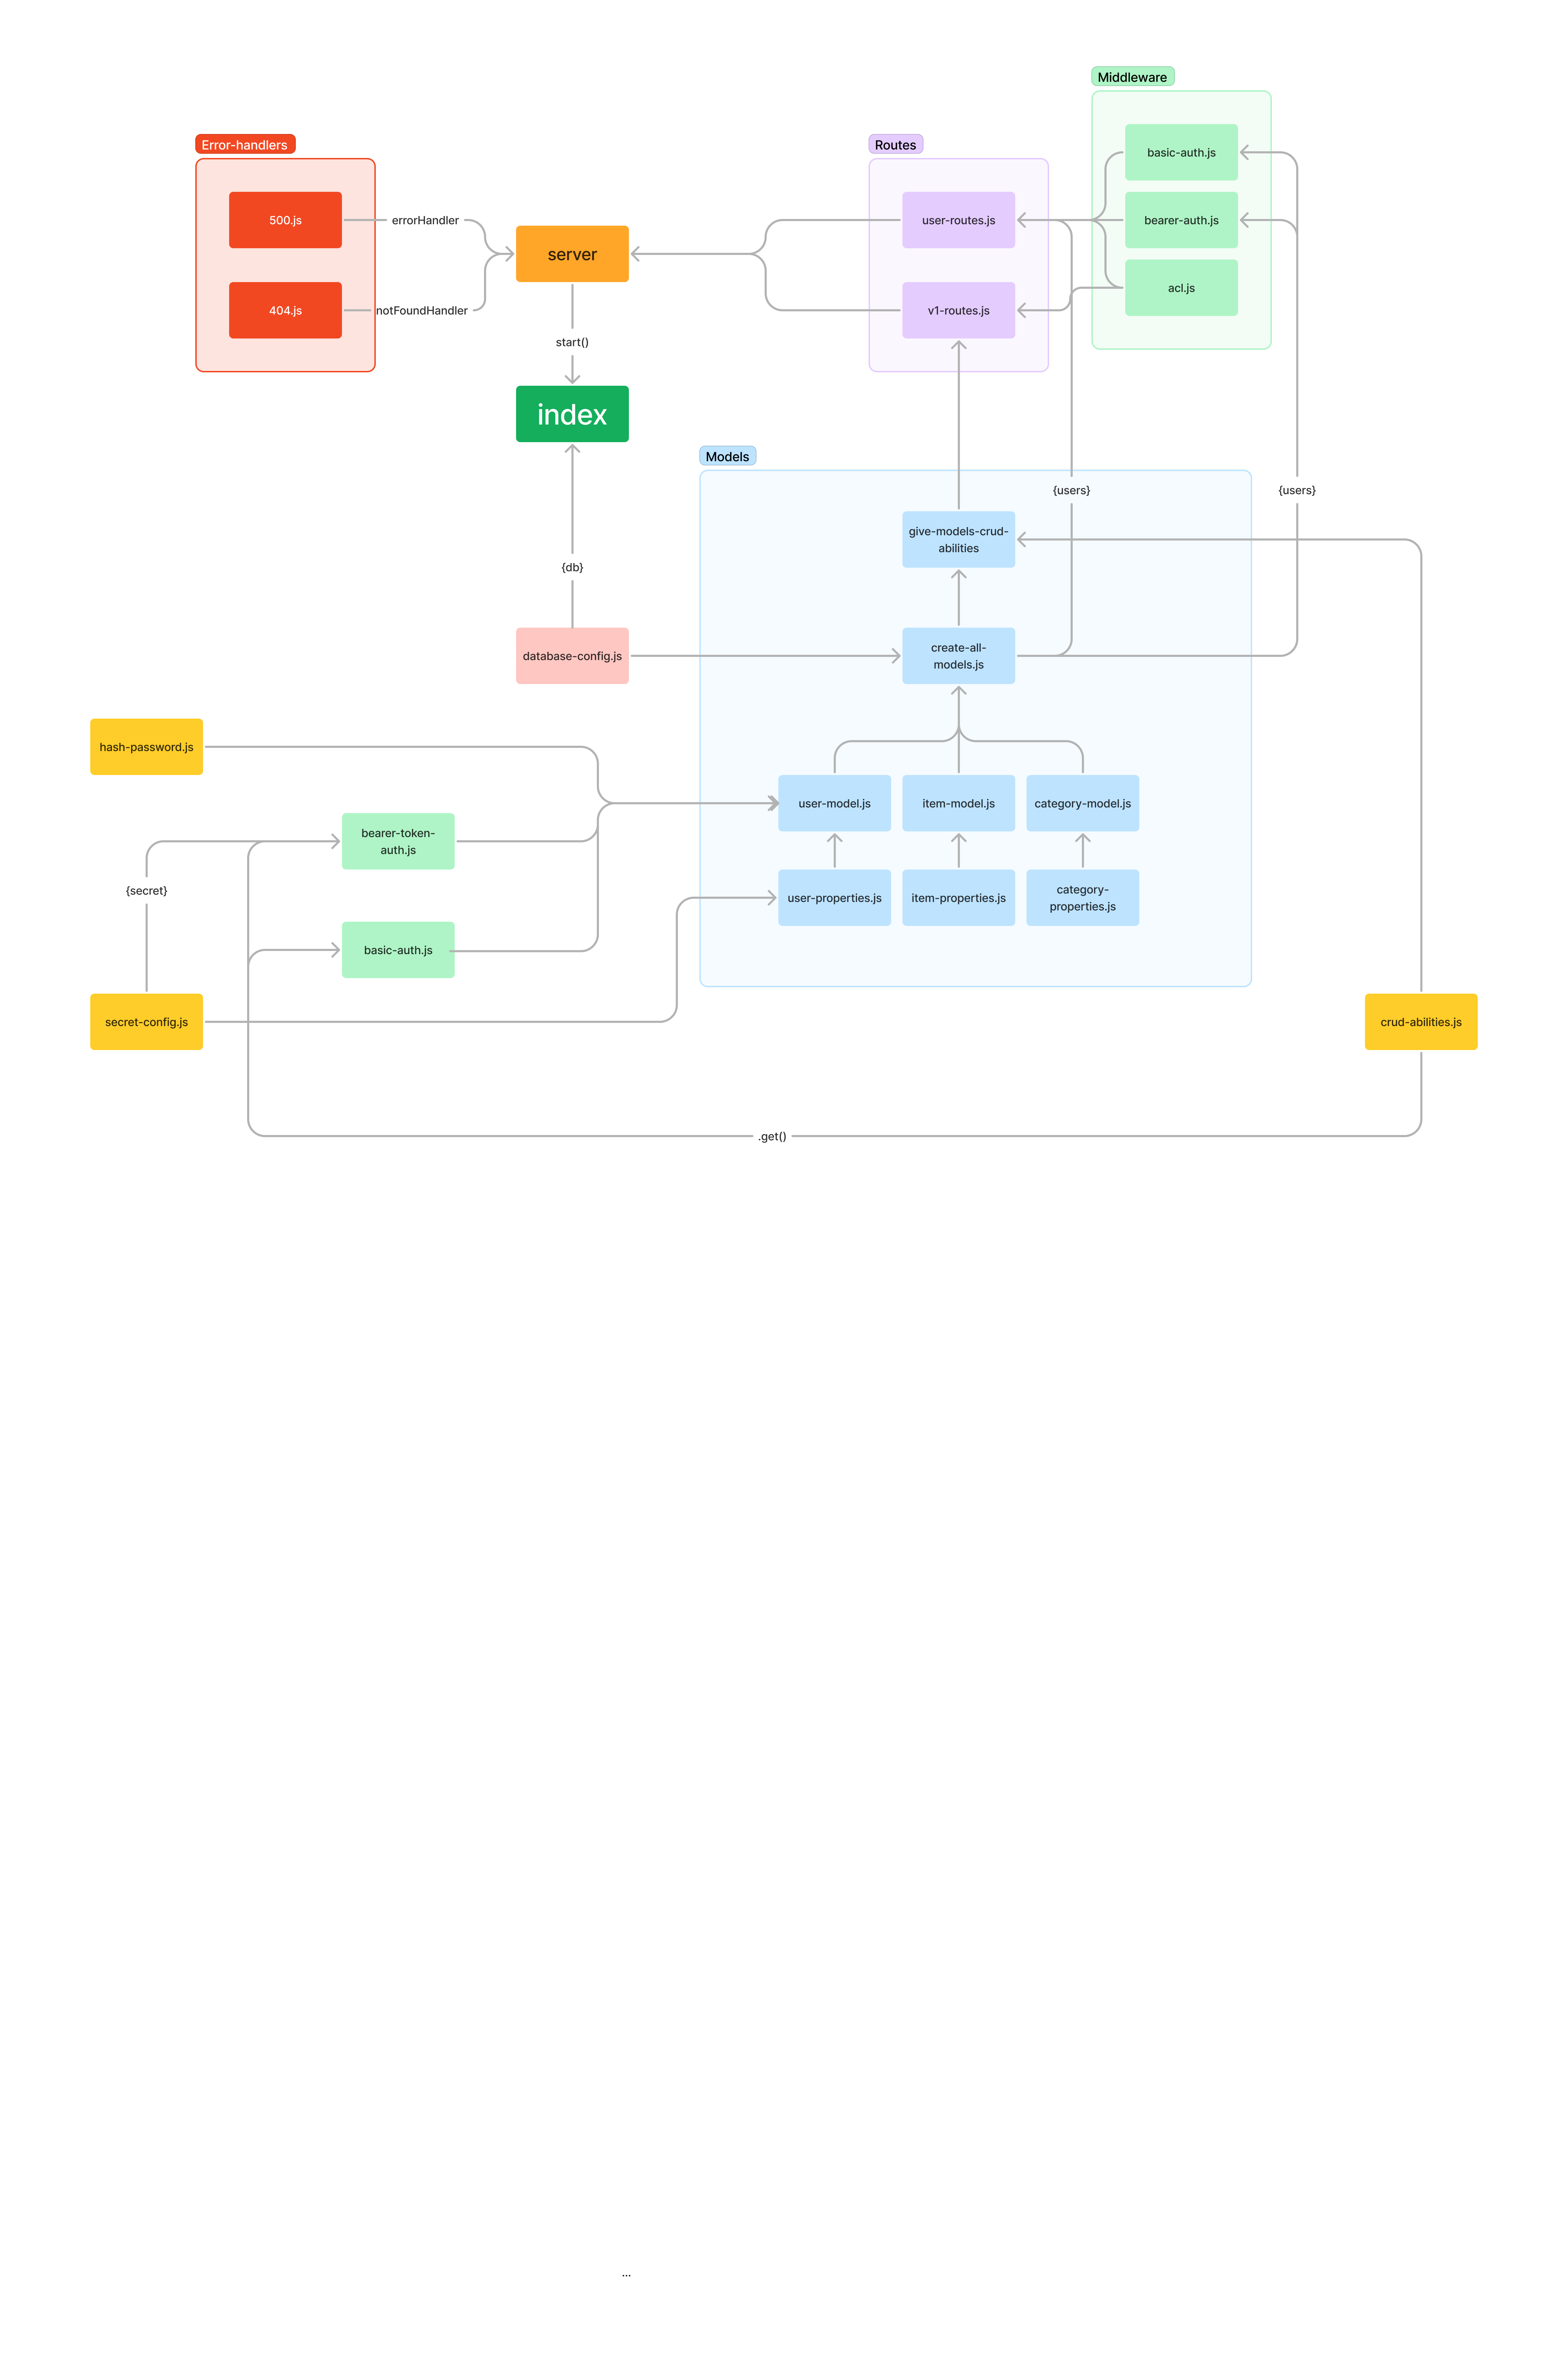 Middleware
Error-handlers
Routes
basic-auth.js
500.js
errorHandler
user-routes.js
bearer-auth.js
server
acl.js
404.js
notFoundHandler
v1-routes.js
start()
index
Models
{users}
{users}
give-models-crud-
abilities
{db}
database-config.js
create-all-
models.js
hash-password.js
user-model.js
item-model.js
category-model.js
bearer-token-
auth.js
{secret}
user-properties.js
item-properties.js
category-
properties.js
basic-auth.js
secret-config.js
crud-abilities.js
.get()
...